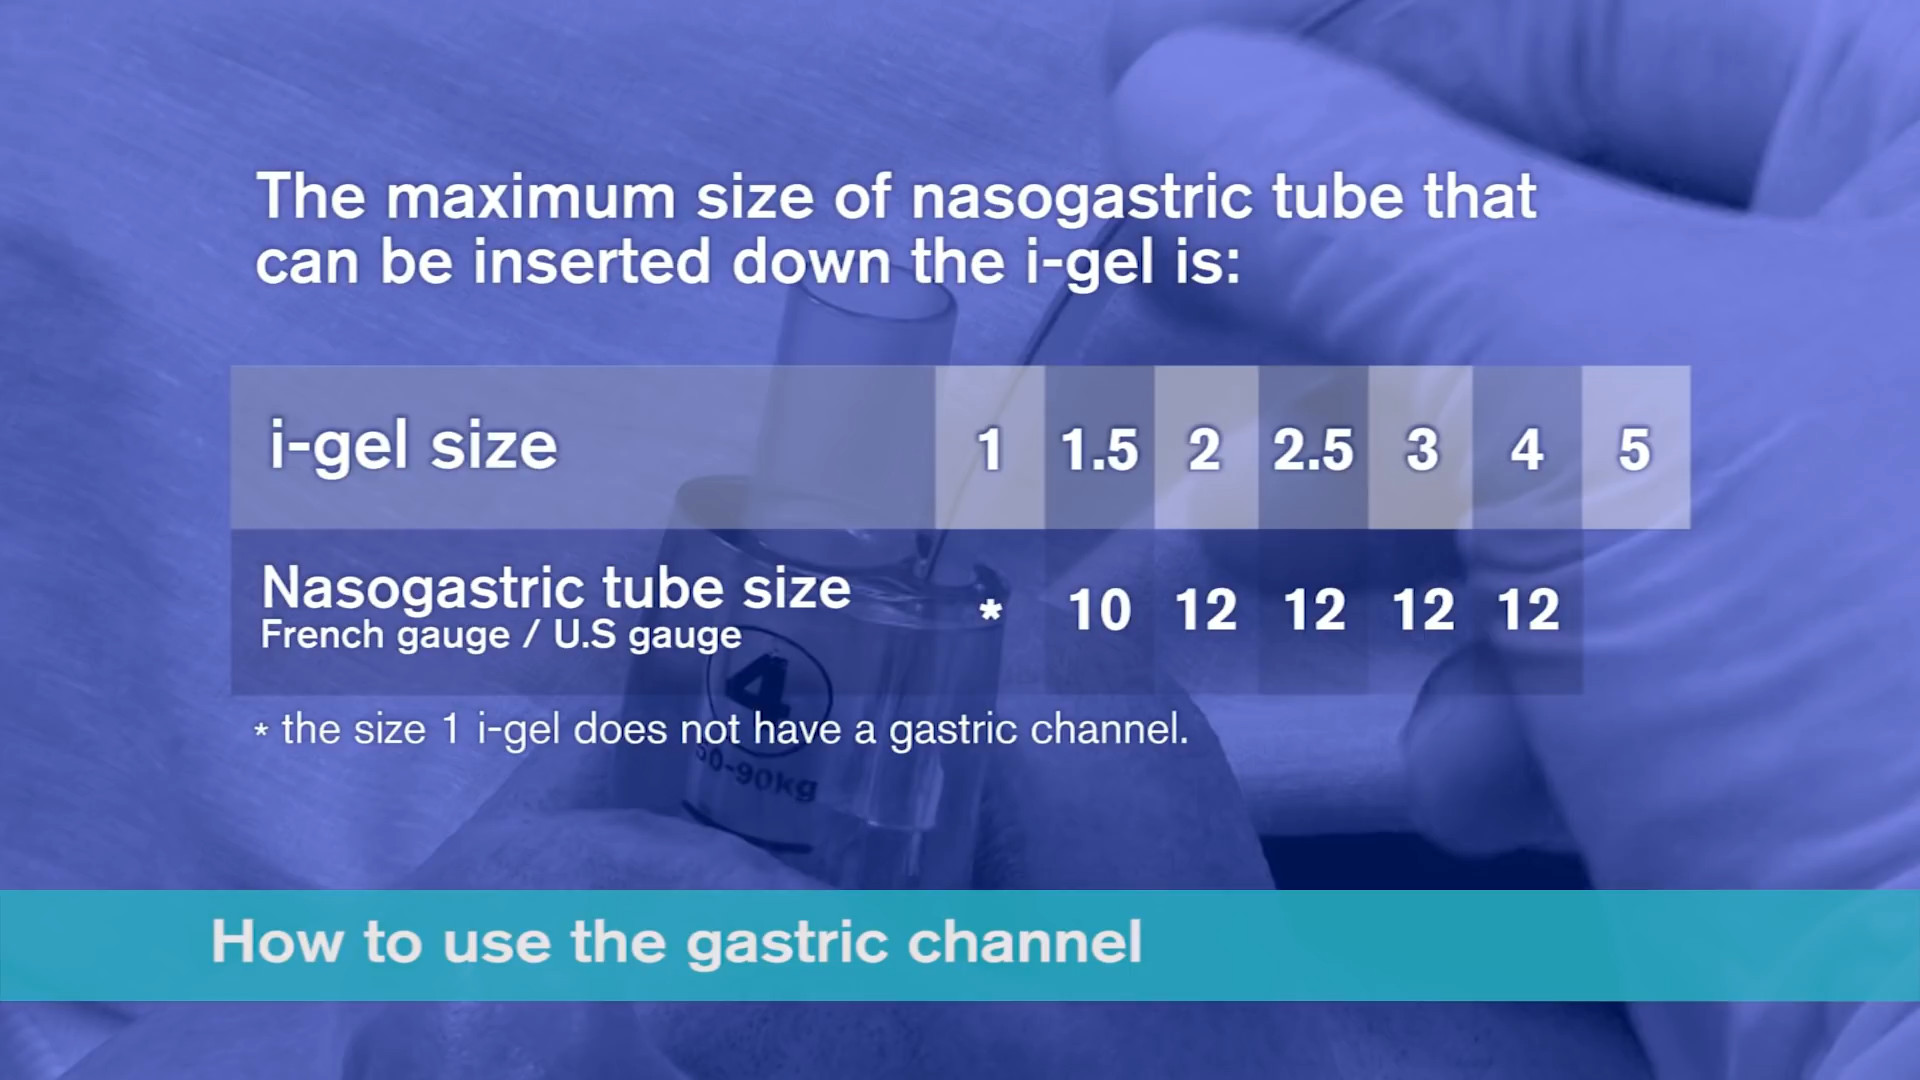 The maximum size of nasogastric tube that
can be inserted down the i-gel is:
i-gel size 1 1.5 2 2.5 3 4 5
Nasogastric tube size * 10 12 12 12 12
French gauge / U.S gauge
4
* the size 1 i-gel does not have a gastric channel.
-90kg
How to use the gastric channel